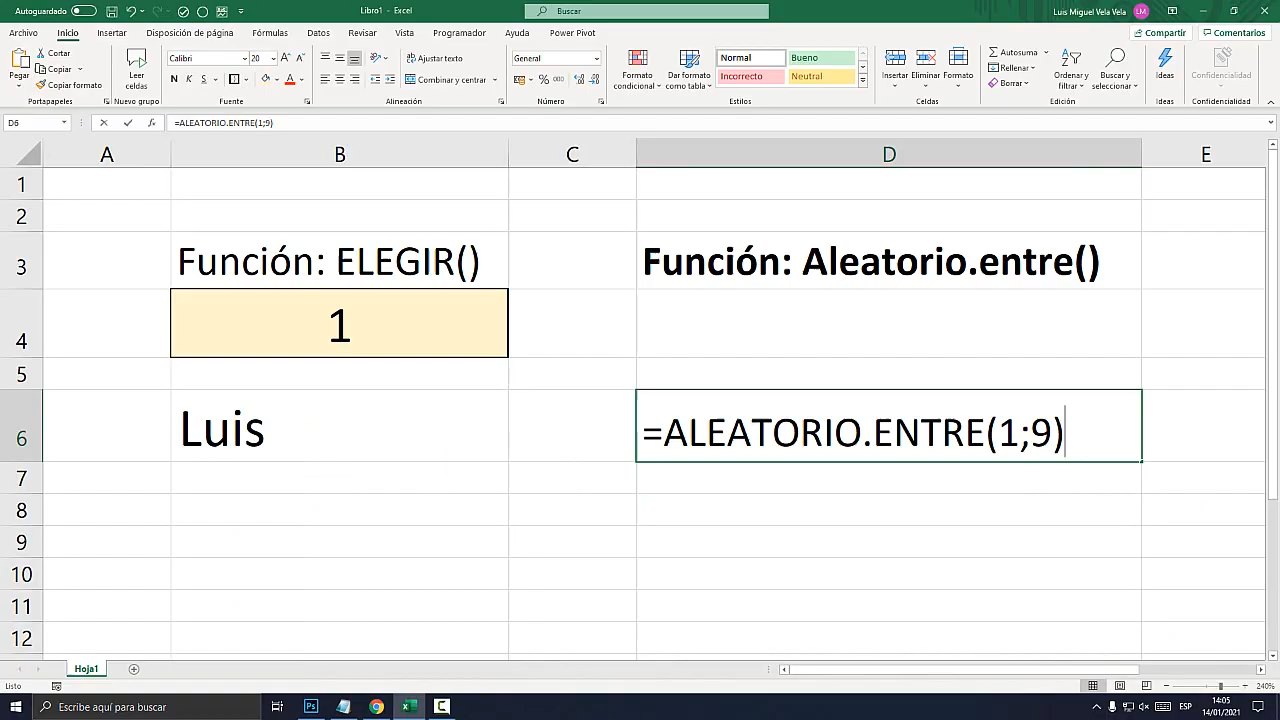 Autoguardado
Libro1 - Excel
Buscar
Luis Miguel Vela Vela
LM
Archivo
Inicio
Insertar
Disposición de página
Fórmulas
Datos
Revisar
Vista
Programador
Ayuda
Power Pivot
Compartir
Comentarios
Pegar
Cortar
Copiar
Copiar formato
Portapapeles
Leer celdas
Nuevo grupo
Calibri
20
A A
N K S
A
Fuente
ab Ajustar texto
Combinar y centrar
Alineación
General
% 000
Número
Formato condicional
Dar formato como tabla
Normal
Bueno
Incorrecto
Neutral
Estilos
Insertar
Eliminar
Formato
Celdas
Autosuma
Rellenar
Borrar
Ordenar y filtrar
Buscar y seleccionar
Edición
Ideas
Ideas
Confidencialidad
Confidencialidad
D6
fx
=ALEATORIO.ENTRE(1;9)
A B C D E
1
2
3 Función: ELEGIR() Función: Aleatorio.entre()
4 1
5
6 Luis =ALEATORIO.ENTRE(1;9)
7
8
9
10
11
12
Hoja1
Listo
240%
Escribe aquí para buscar
Ps
ESP
14:05
14/01/2021